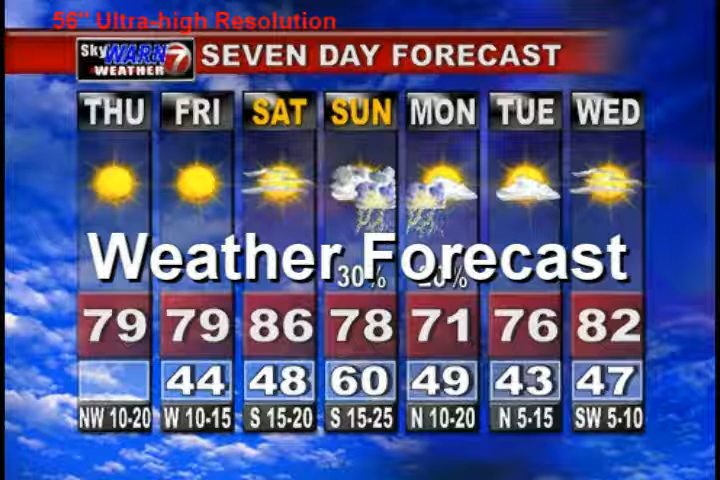 56" Ultra-high Resolution
Sky WARN 7
WEATHER
SEVEN DAY FORECAST
THU FRI SAT SUN MON TUE WED
Weather Forecast
30%
79 79 86 78 71 76 82
44 48 60 49 43 47
NW 10-20 W 10-15 S 15-20 S 15-25 N 10-20 N 5-15 SW 5-10